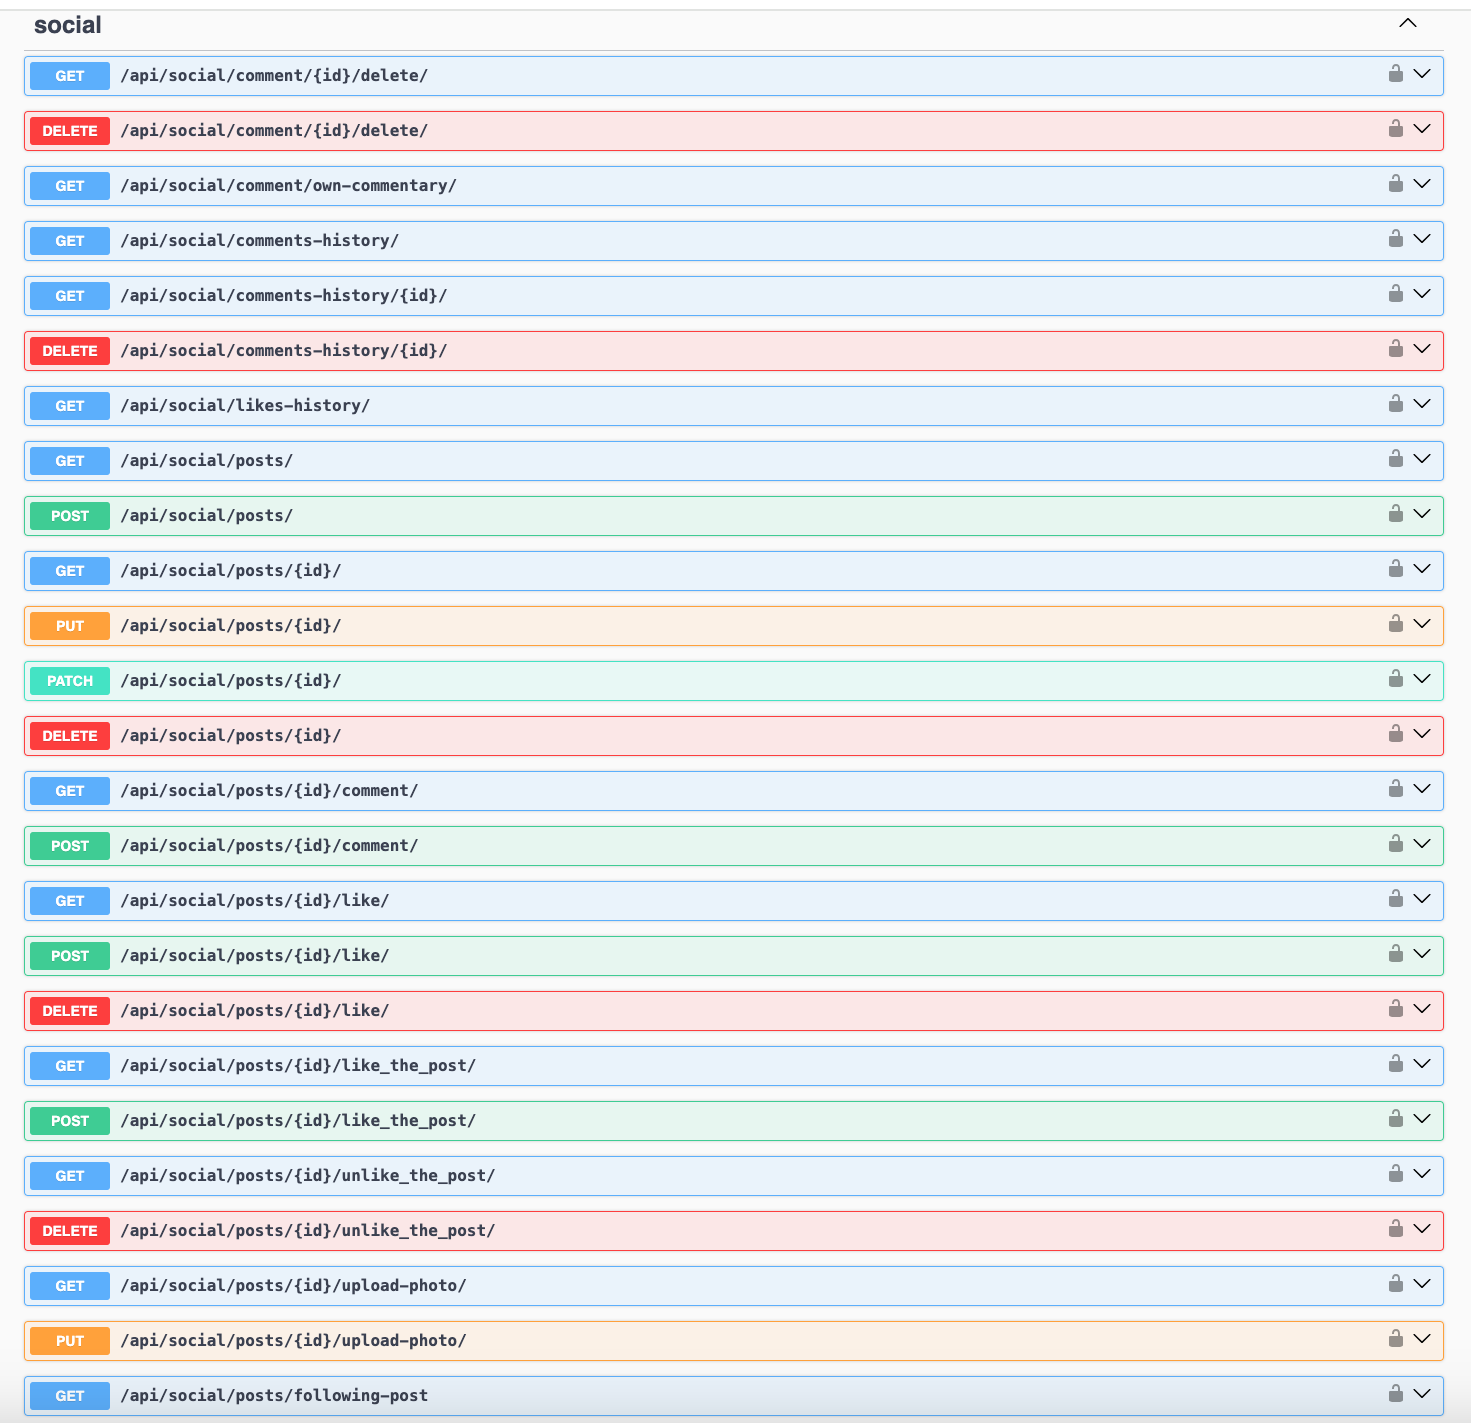 social
GET /api/social/comment/{id}/delete/
DELETE /api/social/comment/{id}/delete/
GET /api/social/comment/own-commentary/
GET /api/social/comments-history/
GET /api/social/comments-history/{id}/
DELETE /api/social/comments-history/{id}/
GET /api/social/likes-history/
GET /api/social/posts/
POST /api/social/posts/
GET /api/social/posts/{id}/
PUT /api/social/posts/{id}/
PATCH /api/social/posts/{id}/
DELETE /api/social/posts/{id}/
GET /api/social/posts/{id}/comment/
POST /api/social/posts/{id}/comment/
GET /api/social/posts/{id}/like/
POST /api/social/posts/{id}/like/
DELETE /api/social/posts/{id}/like/
GET /api/social/posts/{id}/like_the_post/
POST /api/social/posts/{id}/like_the_post/
GET /api/social/posts/{id}/unlike_the_post/
DELETE /api/social/posts/{id}/unlike_the_post/
GET /api/social/posts/{id}/upload-photo/
PUT /api/social/posts/{id}/upload-photo/
GET /api/social/posts/following-post